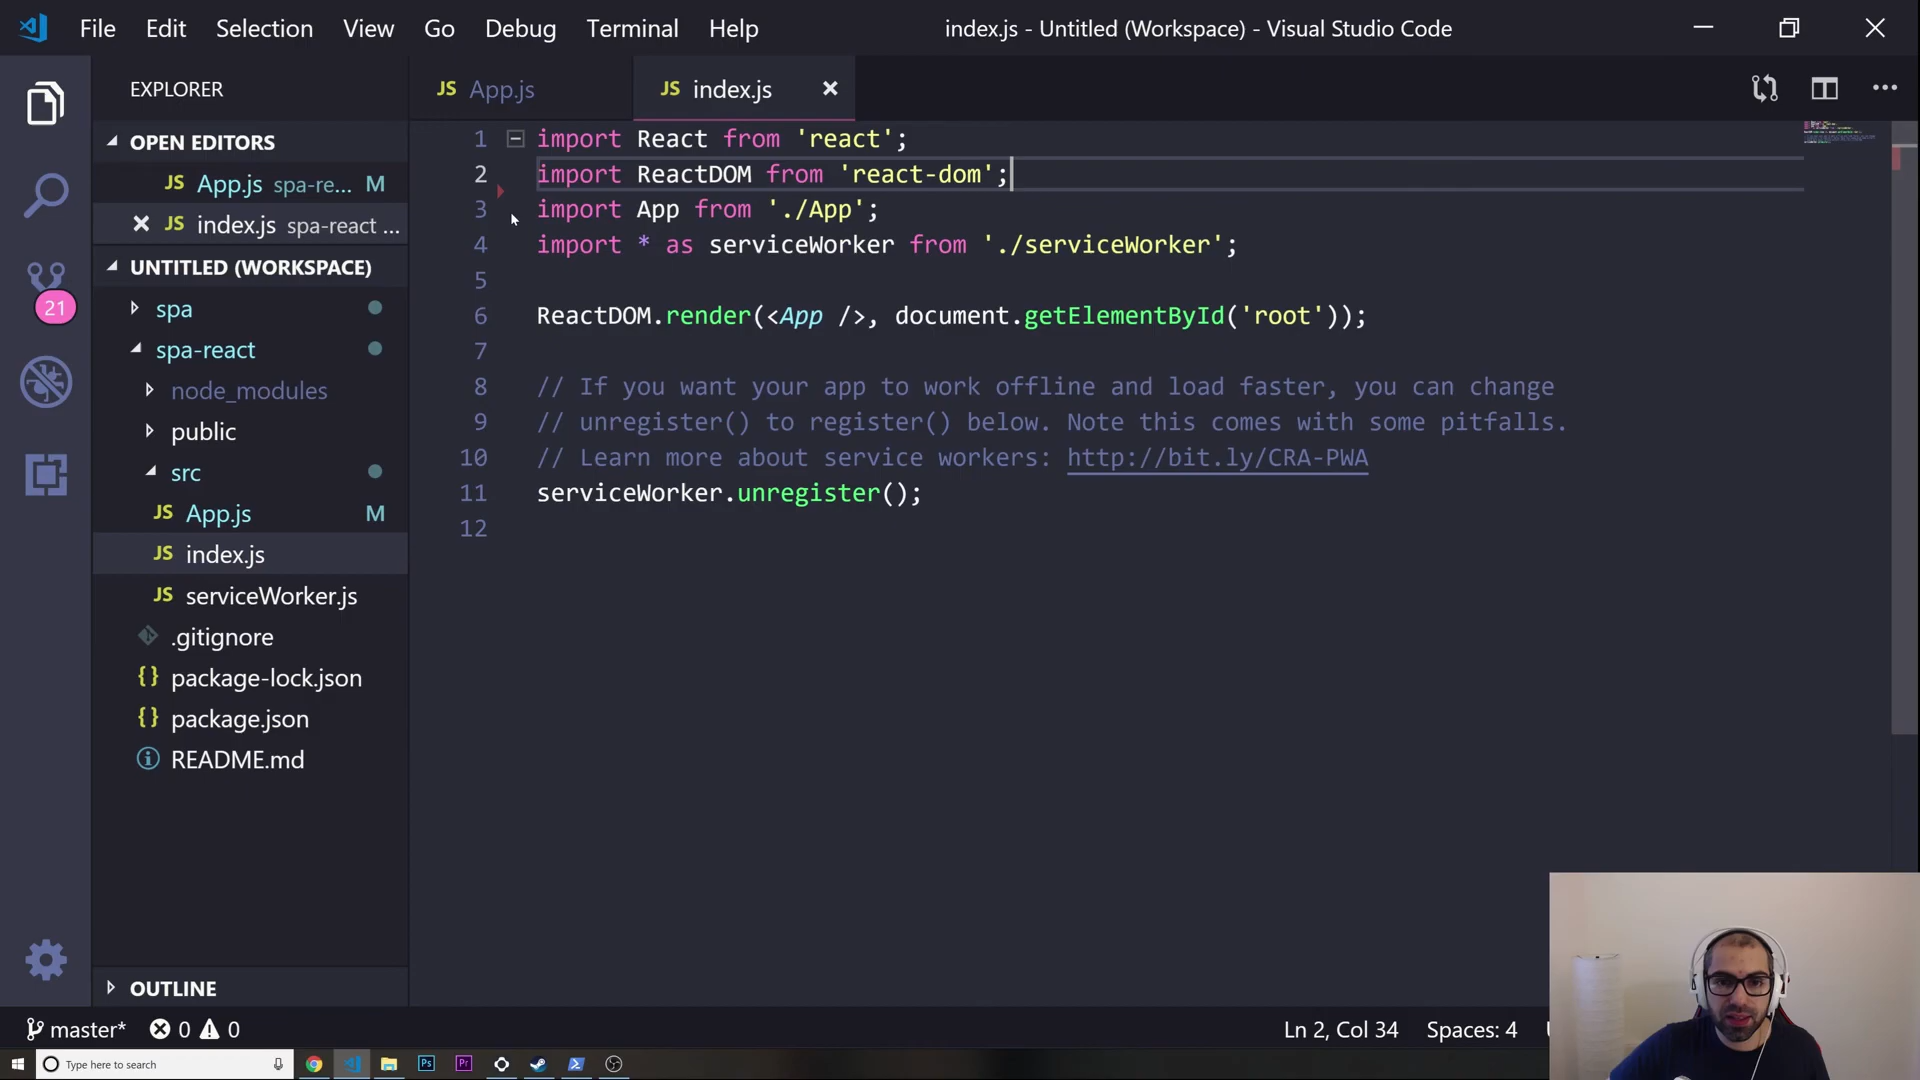 File Edit Selection View Go Debug Terminal Help
index.js - Untitled (Workspace) - Visual Studio Code
EXPLORER
OPEN EDITORS
JS App.js spa-re... M
JS index.js spa-react ...
UNTITLED (WORKSPACE)
spa
spa-react
node_modules
public
src
JS App.js M
JS index.js
JS serviceWorker.js
.gitignore
{} package-lock.json
{} package.json
README.md
OUTLINE
21
JS App.js
JS index.js
1 import React from 'react';
2 import ReactDOM from 'react-dom';
3 import App from './App';
4 import * as serviceWorker from './serviceWorker';
5
6 ReactDOM.render(<App />, document.getElementById('root'));
7
8 // If you want your app to work offline and load faster, you can change
9 // unregister() to register() below. Note this comes with some pitfalls.
10 // Learn more about service workers: http://bit.ly/CRA-PWA
11 serviceWorker.unregister();
12
master* 0 0
Ln 2, Col 34 Spaces: 4
Type here to search
Ps
Pr